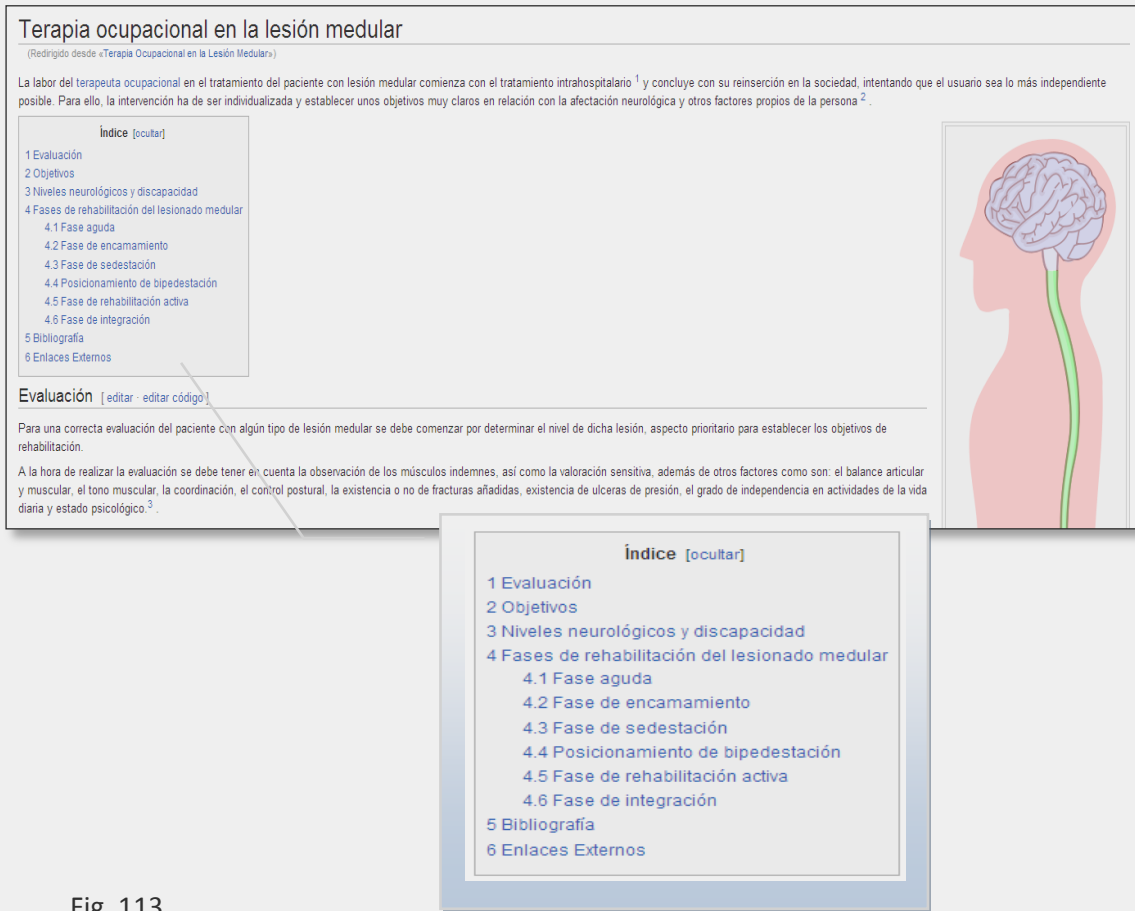 Terapia ocupacional en la lesión medular
(Redirigido desde «Terapia Ocupacional en la Lesión Medular»)
La labor del terapeuta ocupacional en el tratamiento del paciente con lesión medular comienza con el tratamiento intrahospitalario 1 y concluye con su reinserción en la sociedad, intentando que el usuario sea lo más independiente
posible. Para ello, la intervención ha de ser individualizada y establecer unos objetivos muy claros en relación con la afectación neurológica y otros factores propios de la persona 2 .
Índice [ocultar]
1 Evaluación
2 Objetivos
3 Niveles neurológicos y discapacidad
4 Fases de rehabilitación del lesionado medular
4.1 Fase aguda
4.2 Fase de encamamiento
4.3 Fase de sedestación
4.4 Posicionamiento de bipedestación
4.5 Fase de rehabilitación activa
4.6 Fase de integración
5 Bibliografía
6 Enlaces Externos
Evaluación [ editar · editar código ]
Para una correcta evaluación del paciente con algún tipo de lesión medular se debe comenzar por determinar el nivel de dicha lesión, aspecto prioritario para establecer los objetivos de
rehabilitación.
A la hora de realizar la evaluación se debe tener en cuenta la observación de los músculos indemnes, así como la valoración sensitiva, además de otros factores como son: el balance articular
y muscular, el tono muscular, la coordinación, el control postural, la existencia o no de fracturas añadidas, existencia de ulceras de presión, el grado de independencia en actividades de la vida
diaria y estado psicológico.3 .
Índice [ocultar]
1 Evaluación
2 Objetivos
3 Niveles neurológicos y discapacidad
4 Fases de rehabilitación del lesionado medular
4.1 Fase aguda
4.2 Fase de encamamiento
4.3 Fase de sedestación
4.4 Posicionamiento de bipedestación
4.5 Fase de rehabilitación activa
4.6 Fase de integración
5 Bibliografía
6 Enlaces Externos
Fig. 113